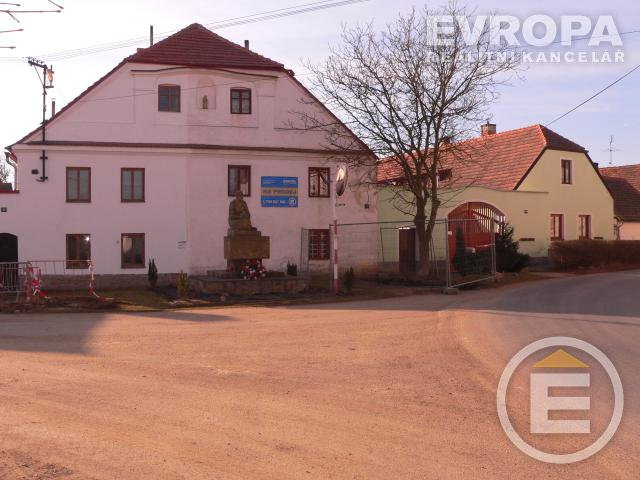 EVROPA
REALITNÍ KANCELÁŘ
NA PRODEJ
E